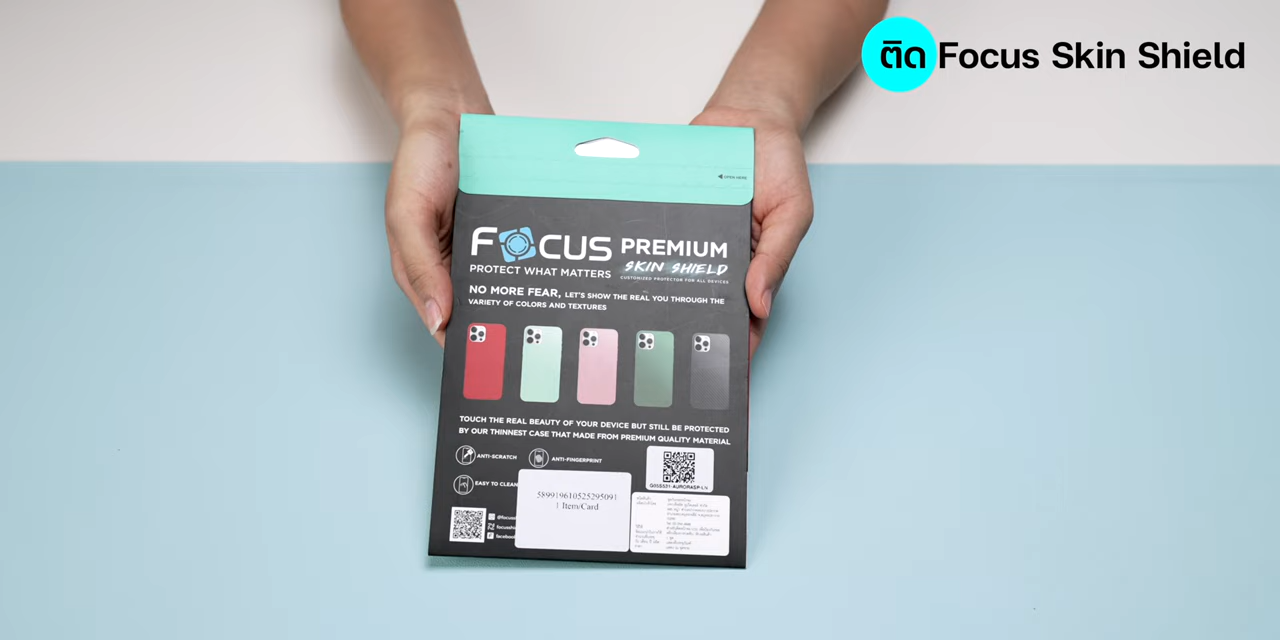 ติด Focus Skin Shield
OPEN HERE
FOCUS PREMIUM
PROTECT WHAT MATTERS SKIN SHIELD
CUSTOMIZED PROTECTOR FOR ALL DEVICES
NO MORE FEAR, LET'S SHOW THE REAL YOU THROUGH THE
VARIETY OF COLORS AND TEXTURES
TOUCH THE REAL BEAUTY OF YOUR DEVICE BUT STILL BE PROTECTED
BY OUR THINNEST CASE THAT MADE FROM PREMIUM QUALITY MATERIAL
ANTI-SCRATCH ANTI-FINGERPRINT
EASY TO CLEAN
589919610525295091
1 Item/Card